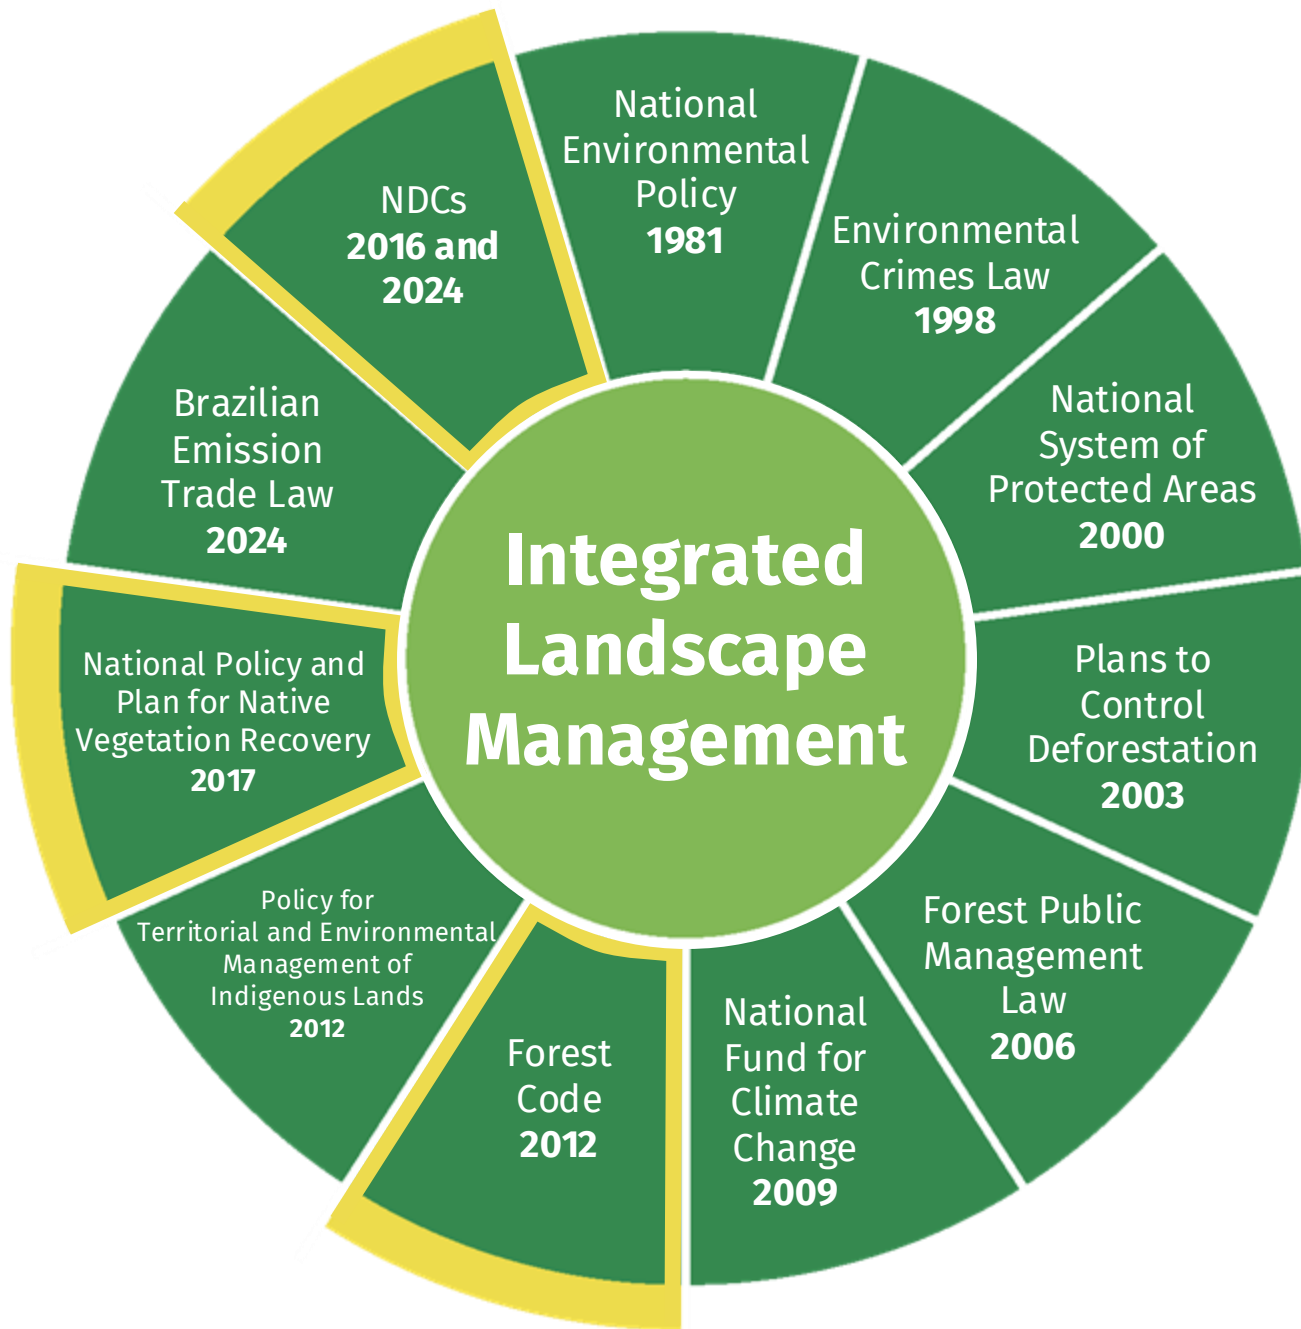 National
Environmental
Policy
1981
Environmental
Crimes Law
1998
National
System of
Protected Areas
2000
Plans to
Control
Deforestation
2003
Forest Public
Management
Law
2006
National
Fund for
Climate
Change
2009
Forest
Code
2012
Policy for
Territorial and Environmental
Management of
Indigenous Lands
2012
National Policy and
Plan for Native
Vegetation Recovery
2017
Brazilian
Emission
Trade Law
2024
NDCs
2016 and
2024
Integrated
Landscape
Management